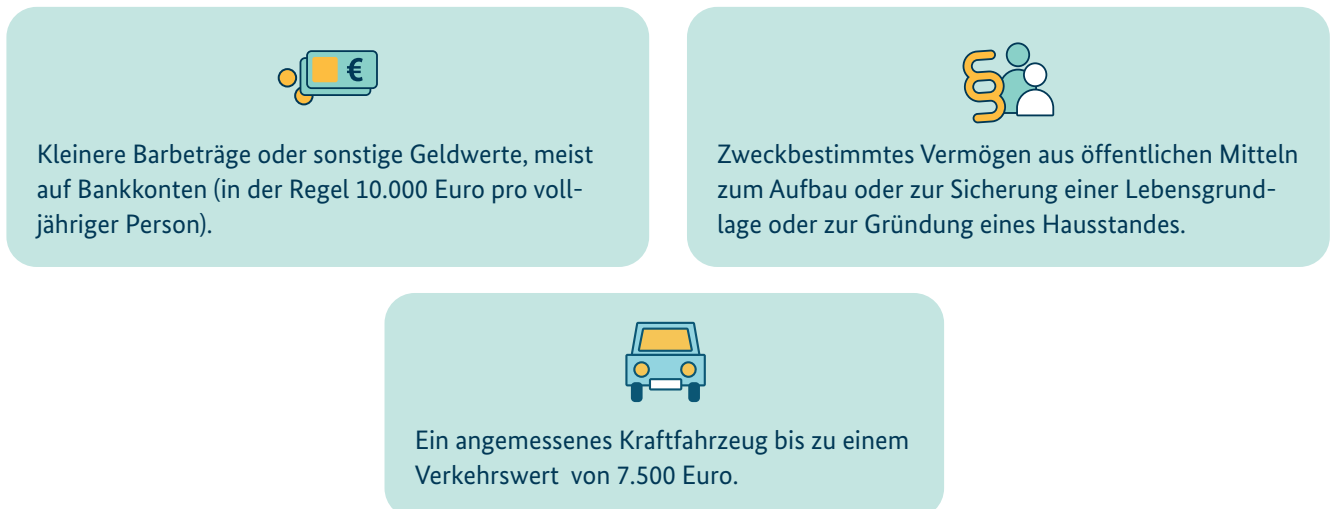 €
Kleinere Barbeträge oder sonstige Geldwerte, meist
auf Bankkonten (in der Regel 10.000 Euro pro voll-
jähriger Person).
§
Zweckbestimmtes Vermögen aus öffentlichen Mitteln
zum Aufbau oder zur Sicherung einer Lebensgrund-
lage oder zur Gründung eines Hausstandes.
Ein angemessenes Kraftfahrzeug bis zu einem
Verkehrswert  von 7.500 Euro.